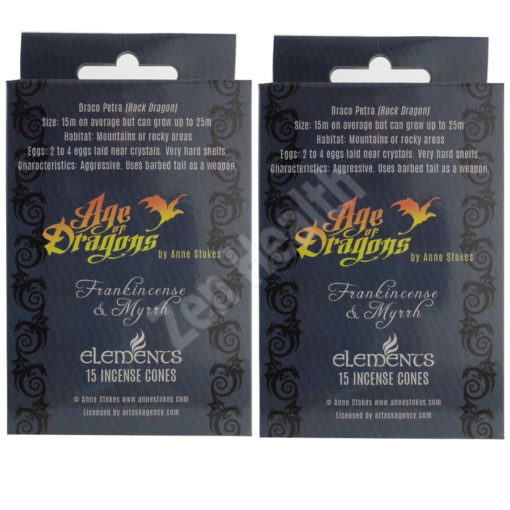 Draco Petra (Rock Dragon)
Size: 15m on average but can grow up to 25m
Habitat: Mountains or rocky areas
Eggs: 2 to 4 eggs laid near crystals. Very hard shells.
Characteristics: Aggressive. Uses barbed tail as a weapon.
Age of
Dragons
by Anne Stokes
Frankincense
& Myrrh
elements
15 INCENSE CONES
© Anne Stokes www.annestokes.com
Licensed by artaskagency.com
Draco Petra (Rock Dragon)
Size: 15m on average but can grow up to 25m
Habitat: Mountains or rocky areas
Eggs: 2 to 4 eggs laid near crystals. Very hard shells.
Characteristics: Aggressive. Uses barbed tail as a weapon.
Age of
Dragons
by Anne Stokes
Frankincense
& Myrrh
elements
15 INCENSE CONES
© Anne Stokes www.annestokes.com
Licensed by artaskagency.com
Zen Health